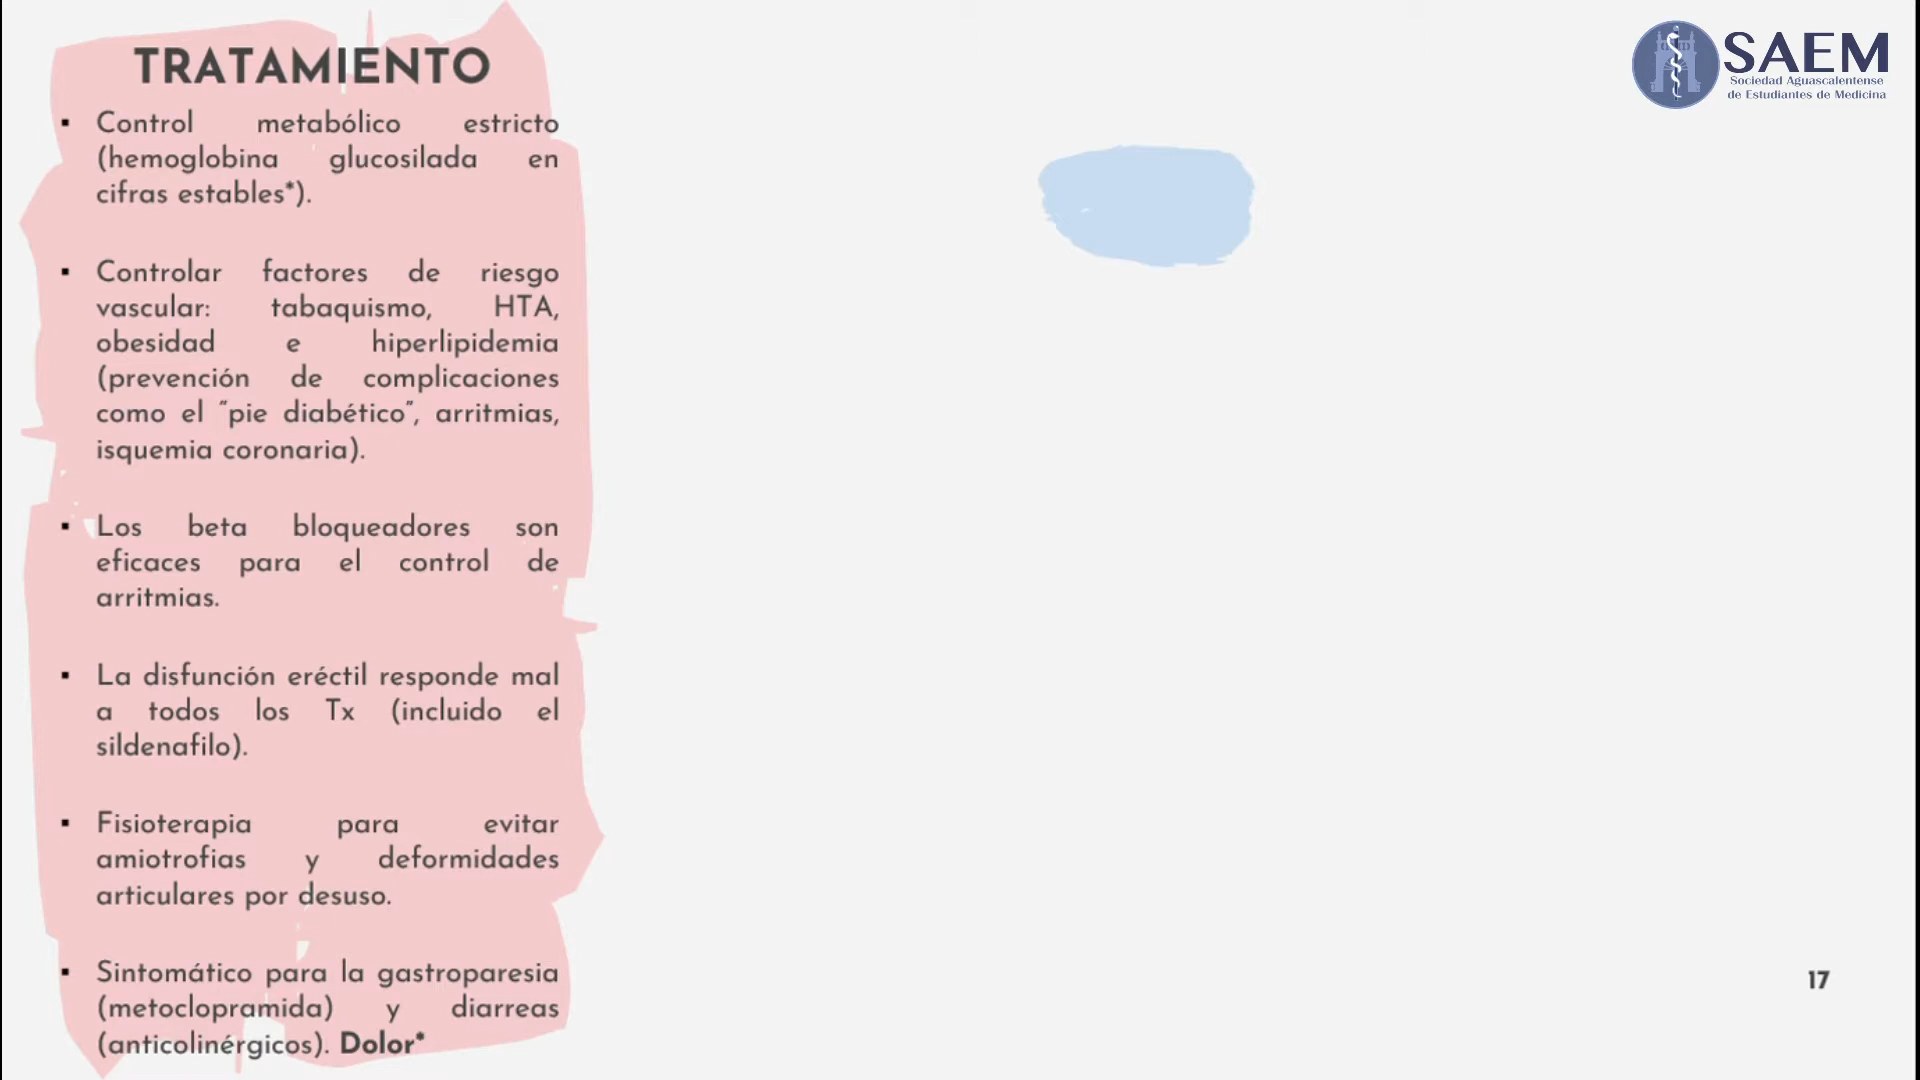 TRATAMIENTO
▪ Control metabólico estricto
(hemoglobina glucosilada en
cifras estables*).
▪ Controlar factores de riesgo
vascular: tabaquismo, HTA,
obesidad e hiperlipidemia
(prevención de complicaciones
como el ˝pie diabético˝, arritmias,
isquemia coronaria).
▪ Los beta bloqueadores son
eficaces para el control de
arritmias.
▪ La disfunción eréctil responde mal
a todos los Tx (incluido el
sildenafilo).
▪ Fisioterapia para evitar
amiotrofias y deformidades
articulares por desuso.
▪ Sintomático para la gastroparesia
(metoclopramida) y diarreas
(anticolinérgicos). Dolor*
SAEM
Sociedad Aguascalentense
de Estudiantes de Medicina
17